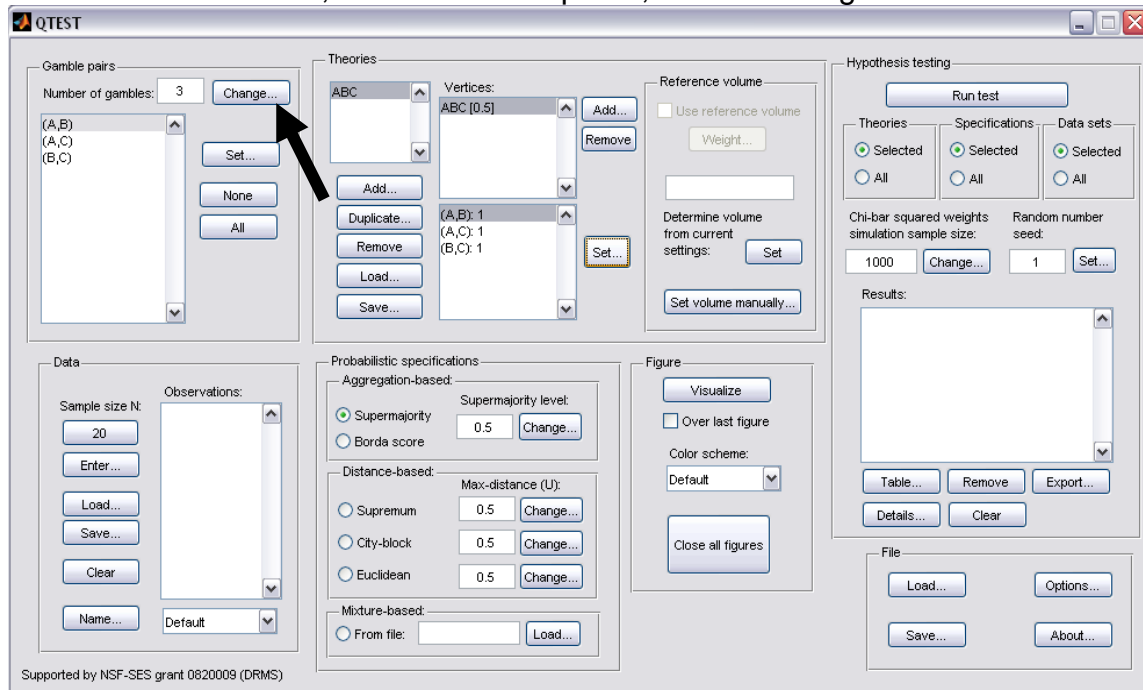 QTEST
Gamble pairs
Number of gambles: 3 Change...
(A,B)
(A,C)
(B,C)
Set...
None
All
Theories
ABC
Add...
Duplicate...
Remove
Load...
Save...
Vertices:
ABC [0.5]
Add...
Remove
(A,B): 1
(A,C): 1
(B,C): 1
Set...
Reference volume
Use reference volume
Weight...
Determine volume
from current
settings: Set
Set volume manually...
Hypothesis testing
Run test
Theories
Selected
All
Specifications
Selected
All
Data sets
Selected
All
Chi-bar squared weights
simulation sample size:
1000 Change...
Random number
seed:
1 Set...
Results:
Table... Remove Export...
Details... Clear
Data
Sample size N:
20
Enter...
Load...
Save...
Clear
Name...
Observations:
Default
Probabilistic specifications
Aggregation-based:
Supermajority level:
Supermajority 0.5 Change...
Borda score
Distance-based:
Max-distance (U):
Supremum 0.5 Change...
City-block 0.5 Change...
Euclidean 0.5 Change...
Mixture-based:
From file: Load...
Figure
Visualize
Over last figure
Color scheme:
Default
Close all figures
File
Load... Options...
Save... About...
Supported by NSF-SES grant 0820009 (DRMS)